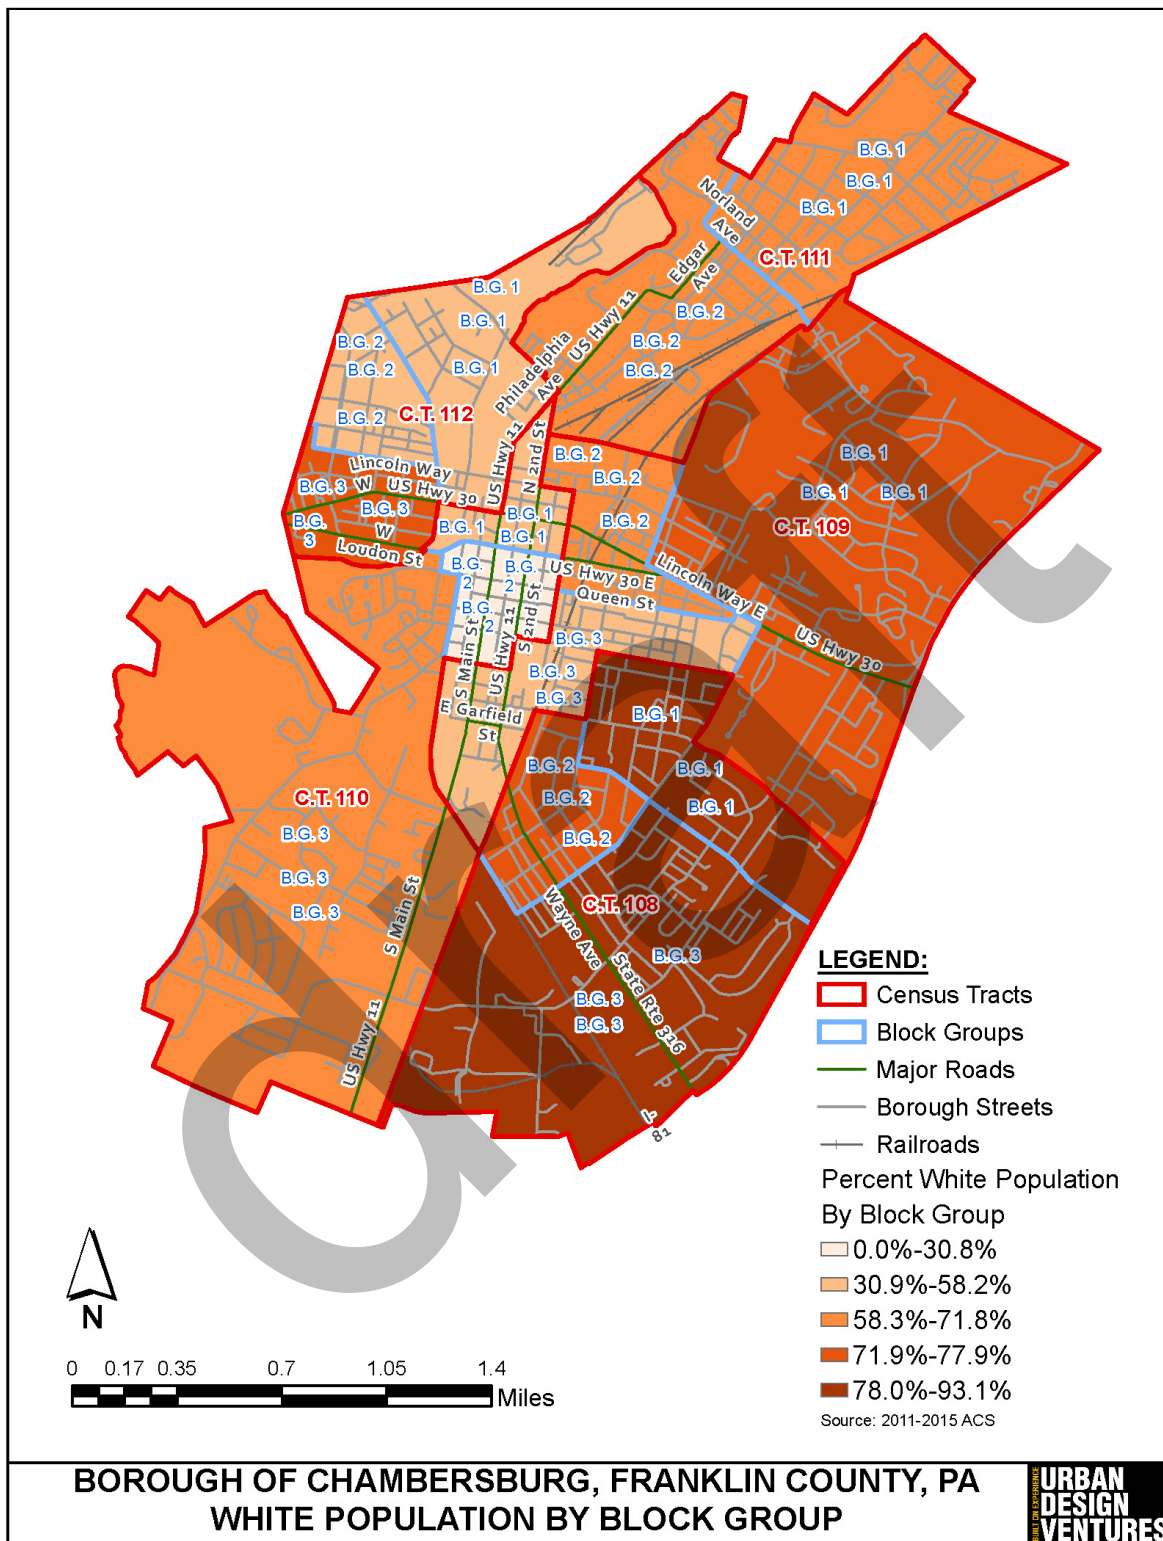 B.G. 1
B.G. 1
B.G. 1
Norland
Ave
C.T. 111
Edgar
Ave
B.G. 1
US Hwy 11
B.G. 2
B.G. 1
B.G. 2
B.G. 2
B.G. 2
B.G. 1
B.G. 2
Philadelphia
Ave
B.G. 2
C.T. 112
US Hwy 11
N 2nd St
B.G. 2
B.G. 1
Lincoln Way
W US Hwy 30
B.G. 2
B.G. 3
B.G. 1
B.G. 1
B.G. 3
B.G. 1
B.G. 1
B.G. 2
C.T. 109
B.G.
3
W
Loudon St
B.G. 1
B.G.
2
B.G.
2
US Hwy 30 E
Lincoln Way E
Queen St
B.G.
2
S 2nd St
B.G. 3
US Hwy 30
S Main St
US Hwy 11
B.G. 3
B.G. 3
E Garfield
St
B.G. 1
B.G. 2
B.G. 1
C.T. 110
B.G. 2
B.G. 1
B.G. 3
B.G. 2
B.G. 3
S Main St
C.T. 108
B.G. 3
Wayne Ave
B.G. 3
State Rte 316
B.G. 3
B.G. 3
US Hwy 11
I-
81
draft
LEGEND:
Census Tracts
Block Groups
Major Roads
Borough Streets
Railroads
Percent White Population
By Block Group
0.0%-30.8%
30.9%-58.2%
58.3%-71.8%
71.9%-77.9%
78.0%-93.1%
Source: 2011-2015 ACS
N
0 0.17 0.35 0.7 1.05 1.4
Miles
BOROUGH OF CHAMBERSBURG, FRANKLIN COUNTY, PA
WHITE POPULATION BY BLOCK GROUP
BUILT ON EXPERIENCE
URBAN
DESIGN
VENTURES